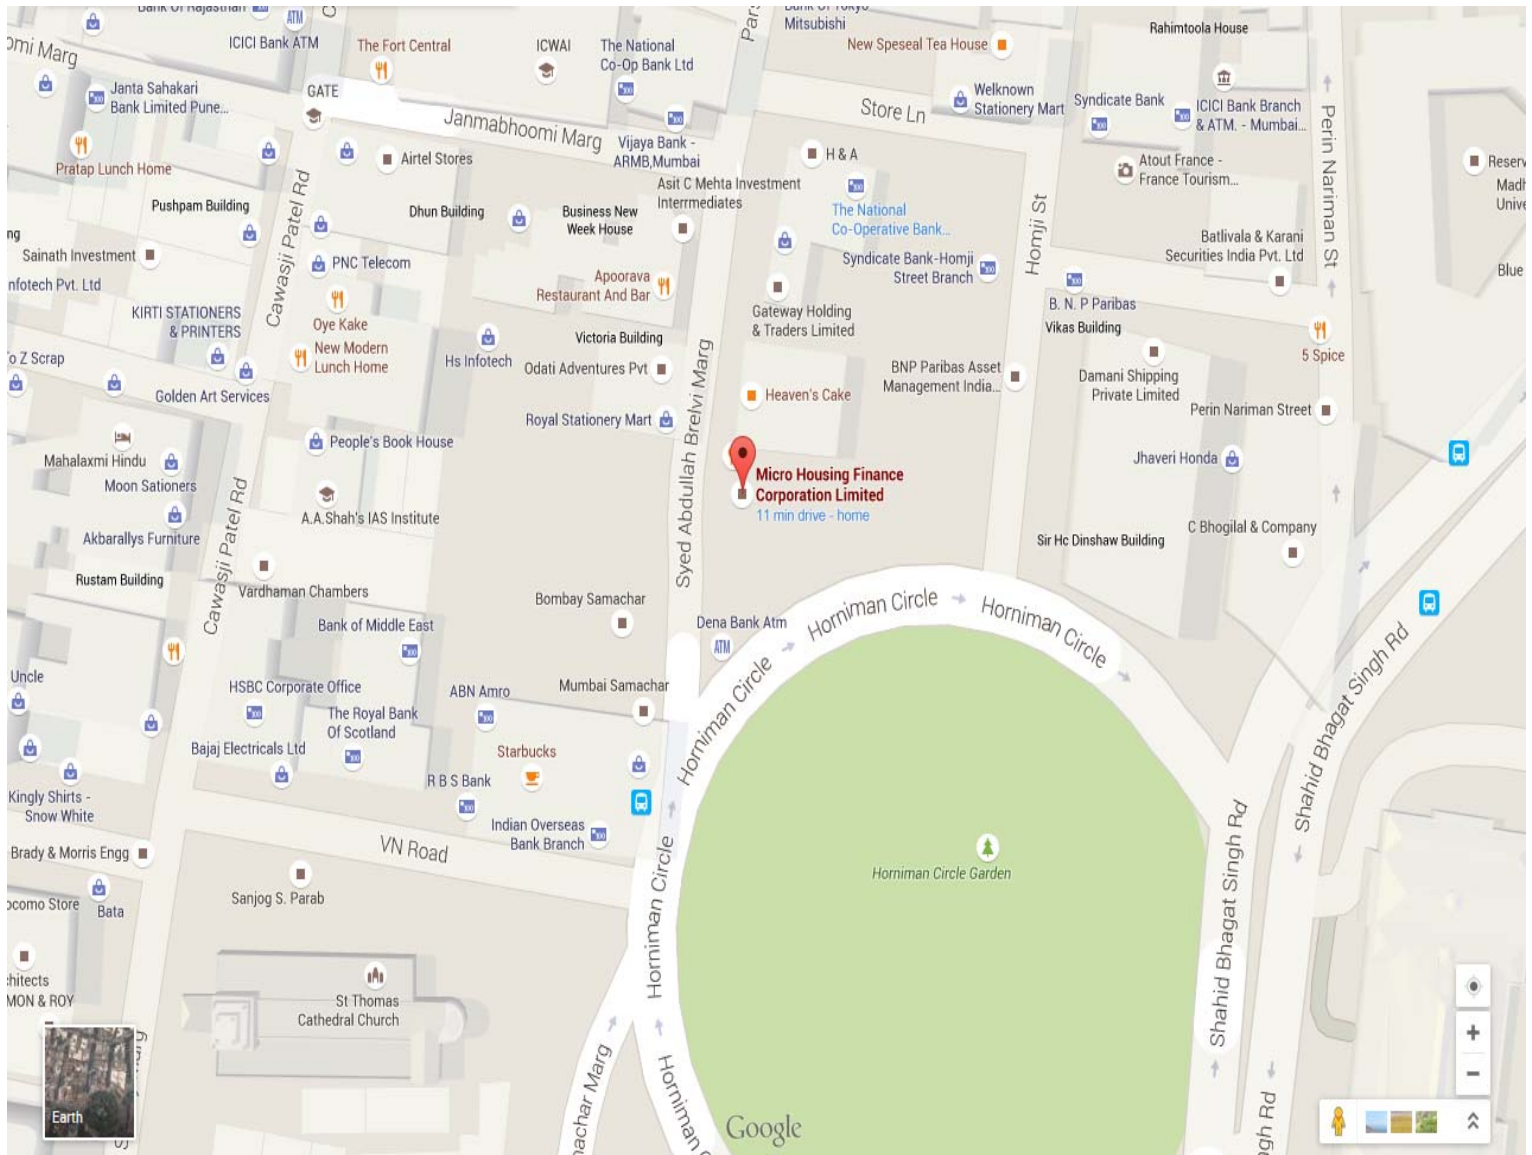 Bank Of Rajasthan
ATM
ICICI Bank ATM
The Fort Central
ICWAI
The National
Co-Op Bank Ltd
Mitsubishi
New Speseal Tea House
Rahimtoola House
Janta Sahakari
Bank Limited Pune...
GATE
Janmabhoomi Marg
Vijaya Bank -
ARMB,Mumbai
Store Ln
Welknown
Stationery Mart
Syndicate Bank
ICICI Bank Branch
& ATM. - Mumbai...
Perin Nariman St
Pratap Lunch Home
Airtel Stores
H & A
Atout France -
France Tourism...
Asit C Mehta Investment
Interrmediates
Pushpam Building
Cawasji Patel Rd
Dhun Building
Business New
Week House
The National
Co-Operative Bank...
Homji St
Batlivala & Karani
Securities India Pvt. Ltd
Sainath Investment
PNC Telecom
Syndicate Bank-Homji
Street Branch
Blue
Apoorava
Restaurant And Bar
B. N. P Paribas
KIRTI STATIONERS
& PRINTERS
Oye Kake
Gateway Holding
& Traders Limited
Vikas Building
New Modern
Lunch Home
Hs Infotech
Victoria Building
Odati Adventures Pvt
5 Spice
BNP Paribas Asset
Management India...
Damani Shipping
Private Limited
Golden Art Services
Syed Abdullah Brelvi Marg
Heaven's Cake
Perin Nariman Street
Royal Stationery Mart
People's Book House
Mahalaxmi Hindu
Moon Sationers
Jhaveri Honda
Micro Housing Finance
Corporation Limited
11 min drive - home
A.A.Shah's IAS Institute
Akbarallys Furniture
Cawasji Patel Rd
C Bhogilal & Company
Sir Hc Dinshaw Building
Rustam Building
Vardhaman Chambers
Bombay Samachar
Horniman Circle
Horniman Circle
Bank of Middle East
Dena Bank Atm
ATM
Uncle
HSBC Corporate Office
ABN Amro
Mumbai Samachar
Horniman Circle
Shahid Bhagat Singh Rd
The Royal Bank
Of Scotland
Bajaj Electricals Ltd
Starbucks
R B S Bank
Kingly Shirts -
Snow White
Indian Overseas
Bank Branch
VN Road
Brady & Morris Engg
Horniman Circle
Horniman Circle Garden
Shahid Bhagat Singh Rd
Sanjog S. Parab
Bata
St Thomas
Cathedral Church
MON & ROY
Earth
Google